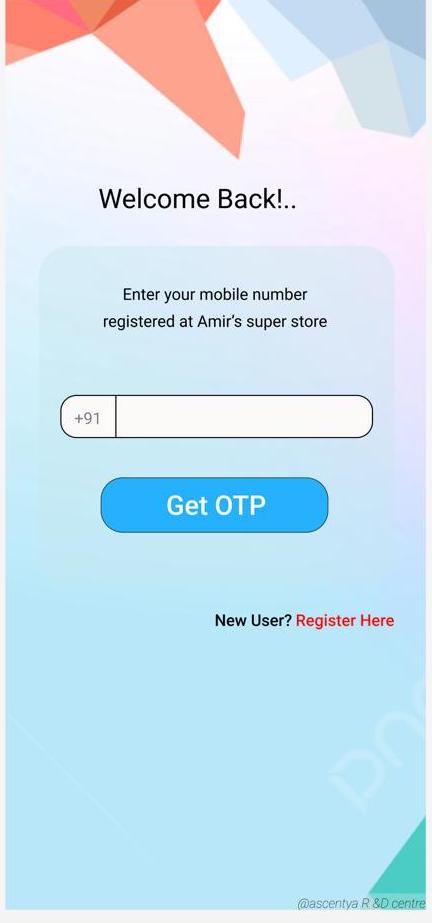 Welcome Back!..
Enter your mobile number
registered at Amir's super store
+91
Get OTP
New User? Register Here
@ascentya R &D centre